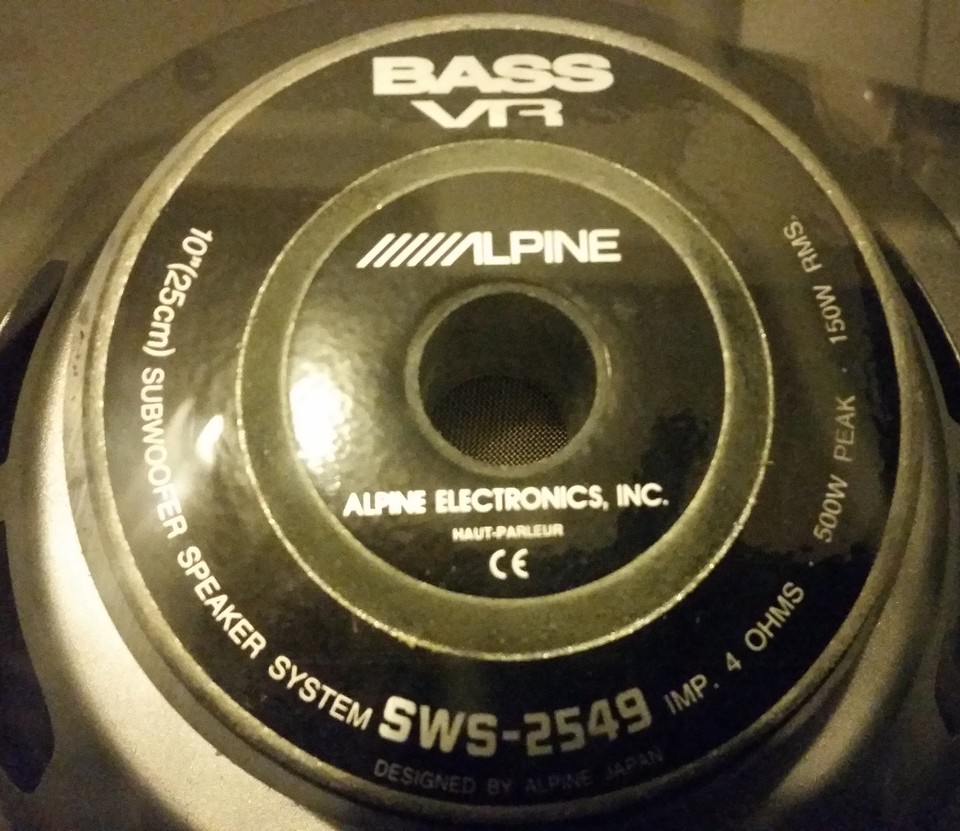 BASS
VR
ALPINE
ALPINE ELECTRONICS, INC.
HAUT-PARLEUR
CE
10"(25cm) SUBWOOFER SPEAKER SYSTEM SWS-2549 IMP. 4 OHMS
500W PEAK . 150W RMS.
DESIGNED BY ALPINE JAPAN